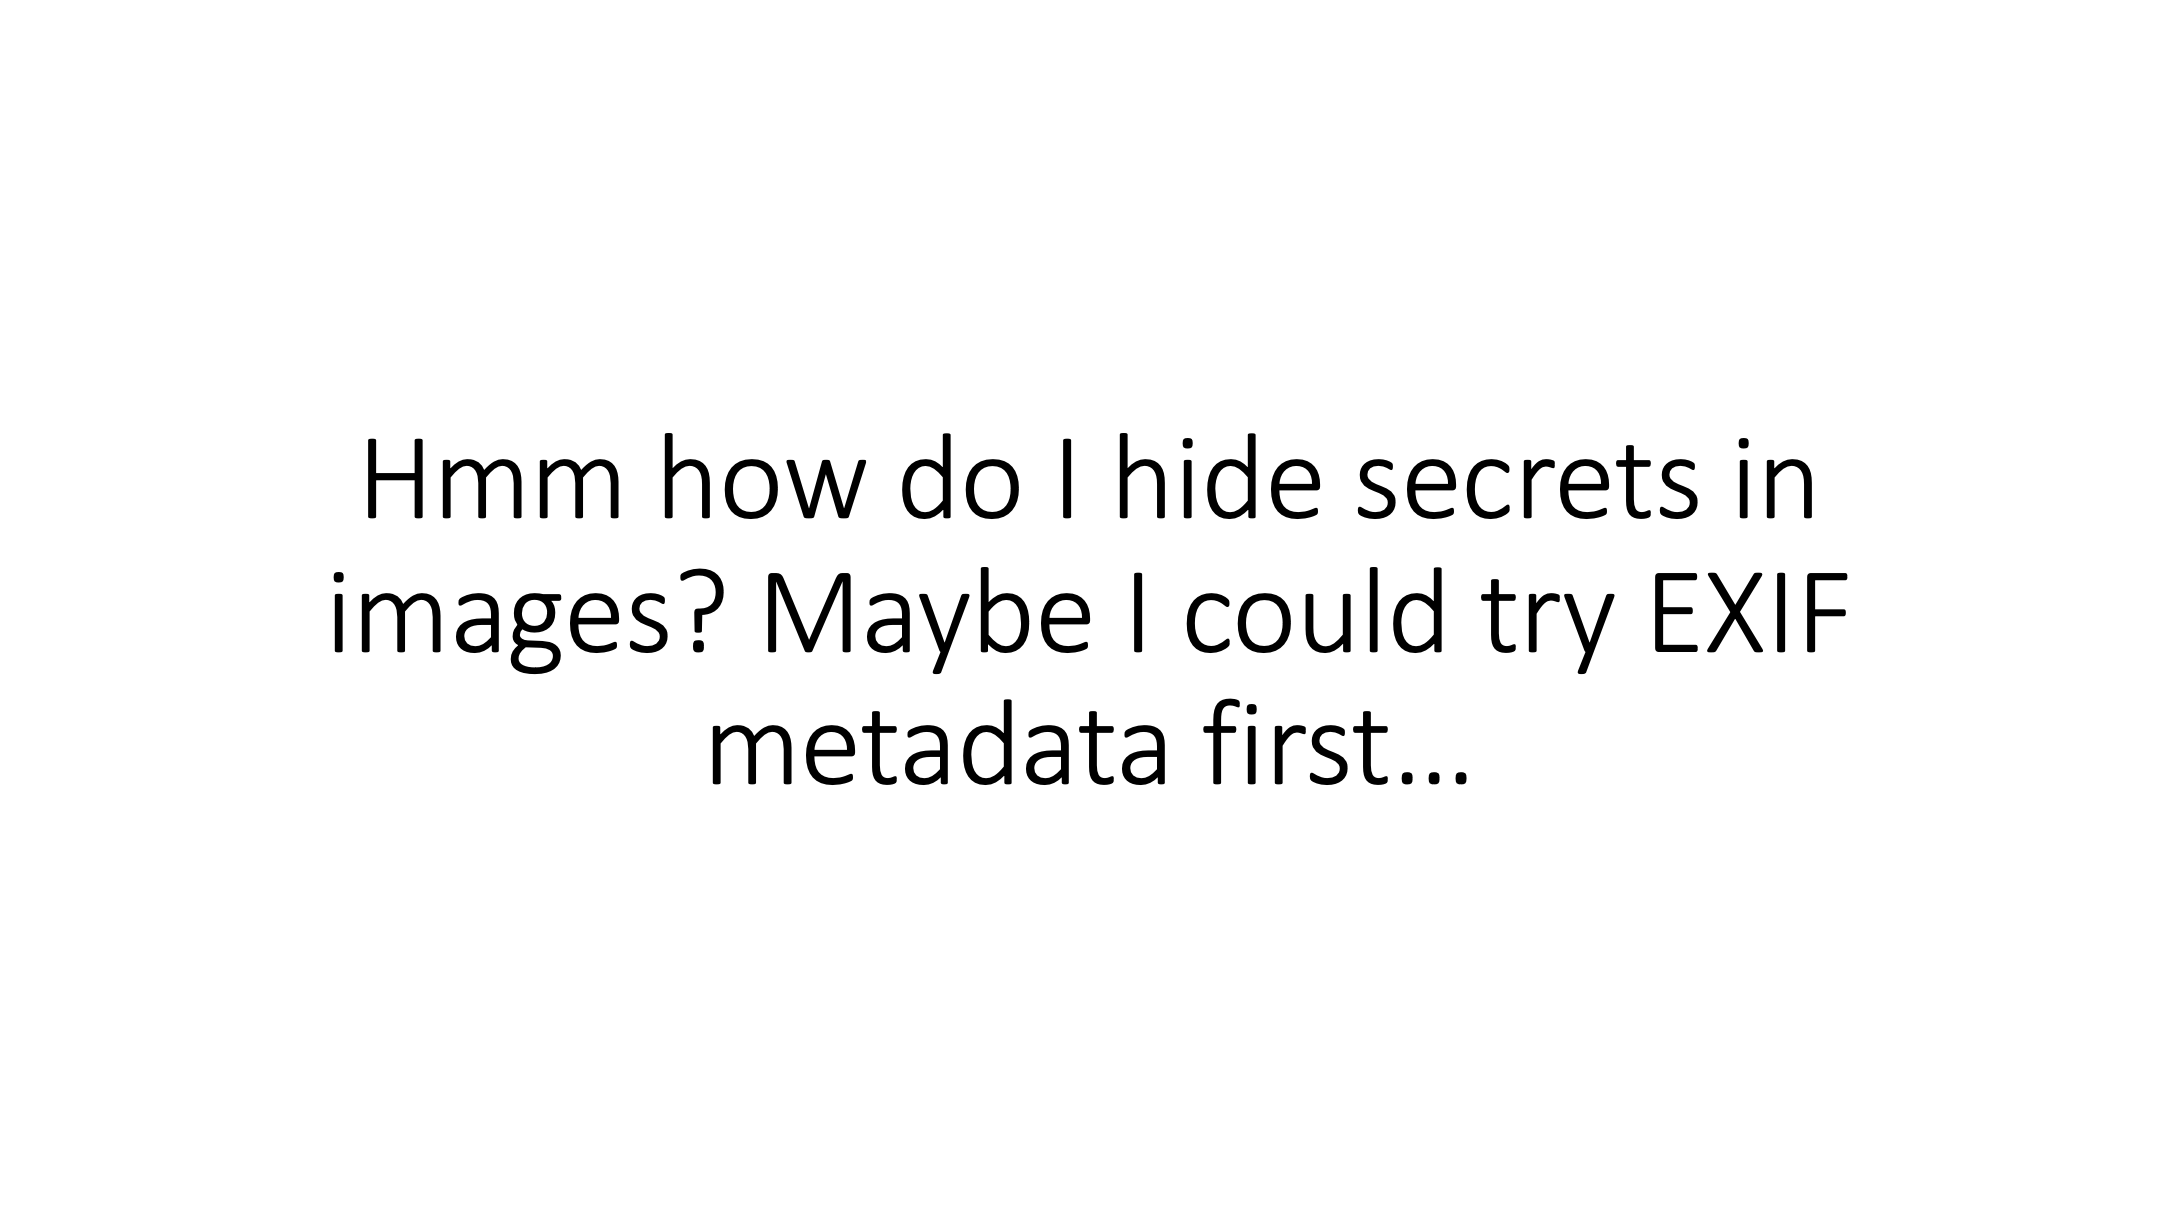 Hmm how do I hide secrets in
images? Maybe I could try EXIF
metadata first...